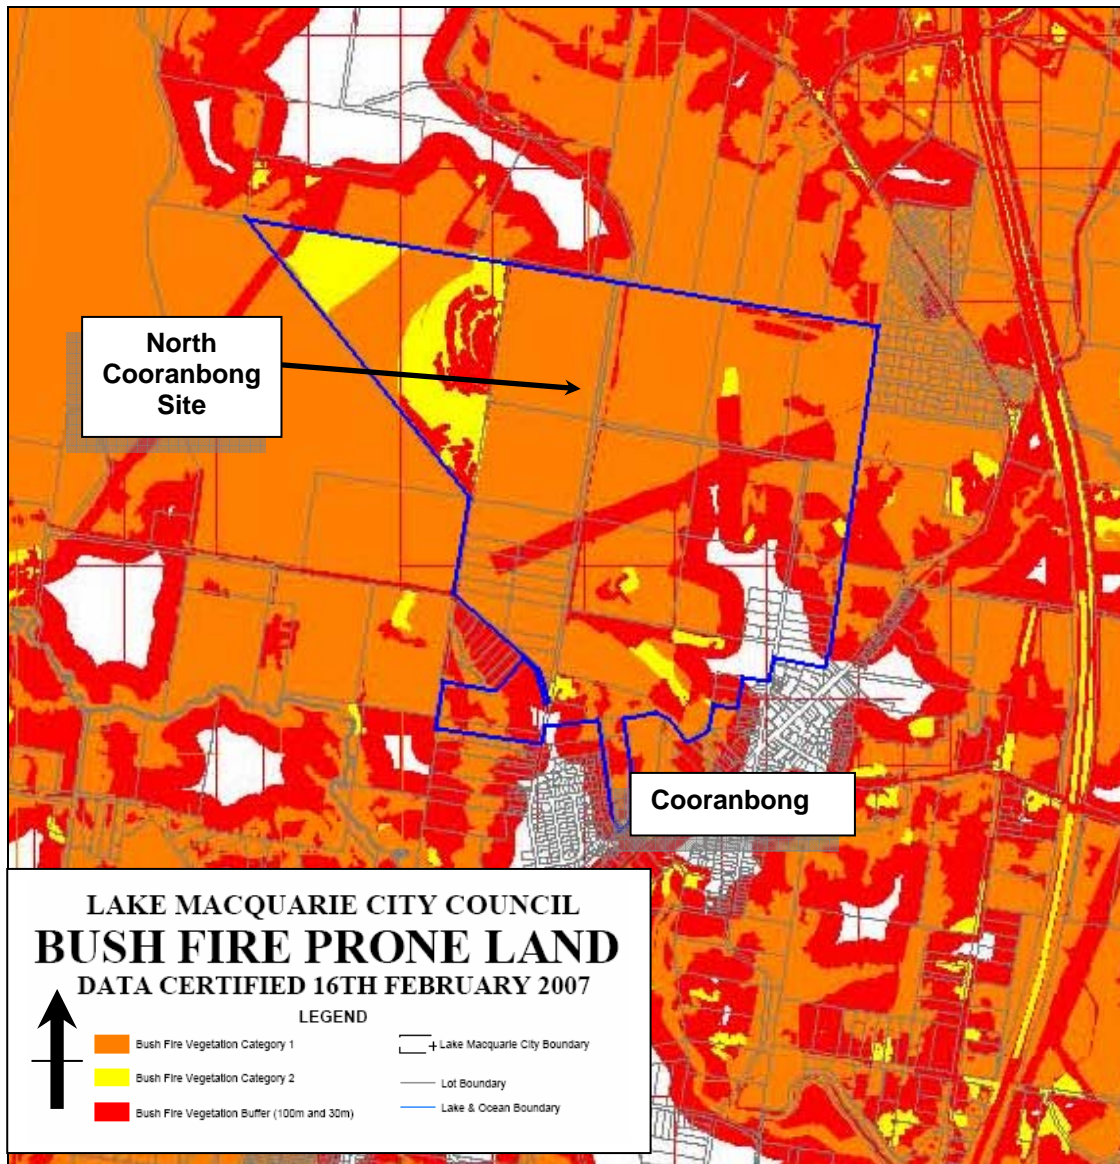 North
Cooranbong
Site
Cooranbong
LAKE MACQUARIE CITY COUNCIL
BUSH FIRE PRONE LAND
DATA CERTIFIED 16TH FEBRUARY 2007
LEGEND
Bush Fire Vegetation Category 1
Bush Fire Vegetation Category 2
Bush Fire Vegetation Buffer (100m and 30m)
Lake Macquarie City Boundary
Lot Boundary
Lake & Ocean Boundary